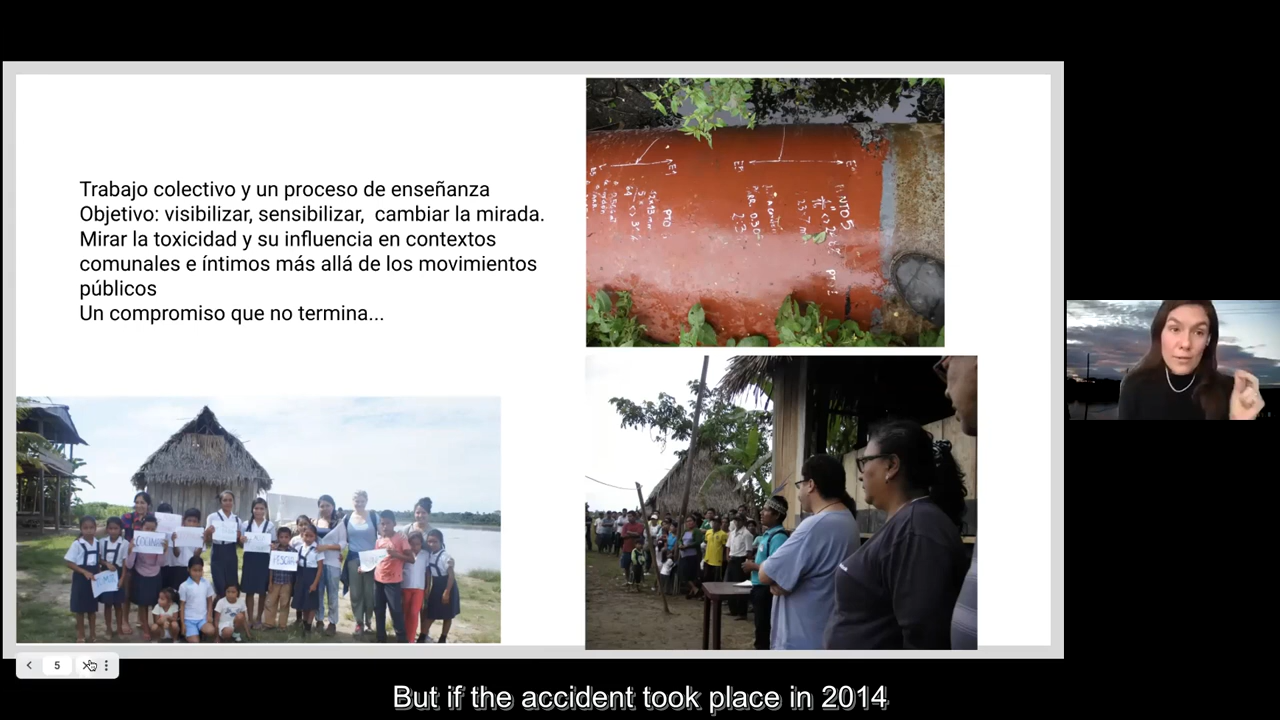 Trabajo colectivo y un proceso de enseñanza
Objetivo: visibilizar, sensibilizar, cambiar la mirada.
Mirar la toxicidad y su influencia en contextos
comunales e íntimos más allá de los movimientos
públicos
Un compromiso que no termina...
5
But if the accident took place in 2014